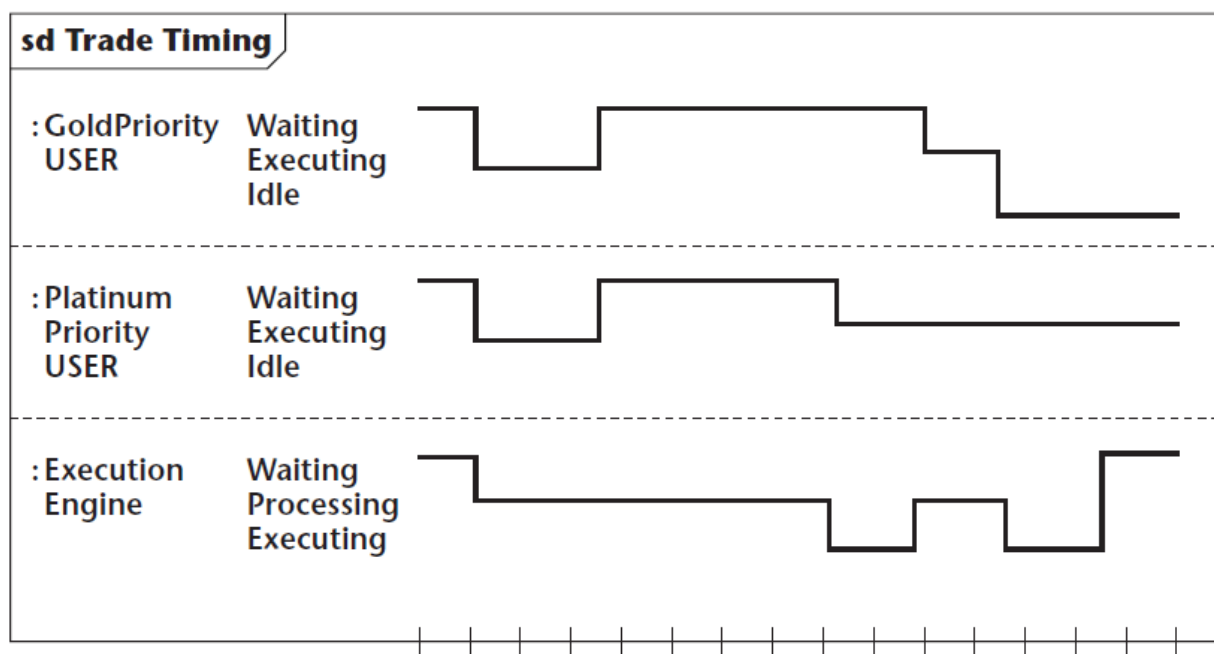 sd Trade Timing
:GoldPriority Waiting
USER Executing
Idle
:Platinum Waiting
Priority Executing
USER Idle
:Execution Waiting
Engine Processing
Executing